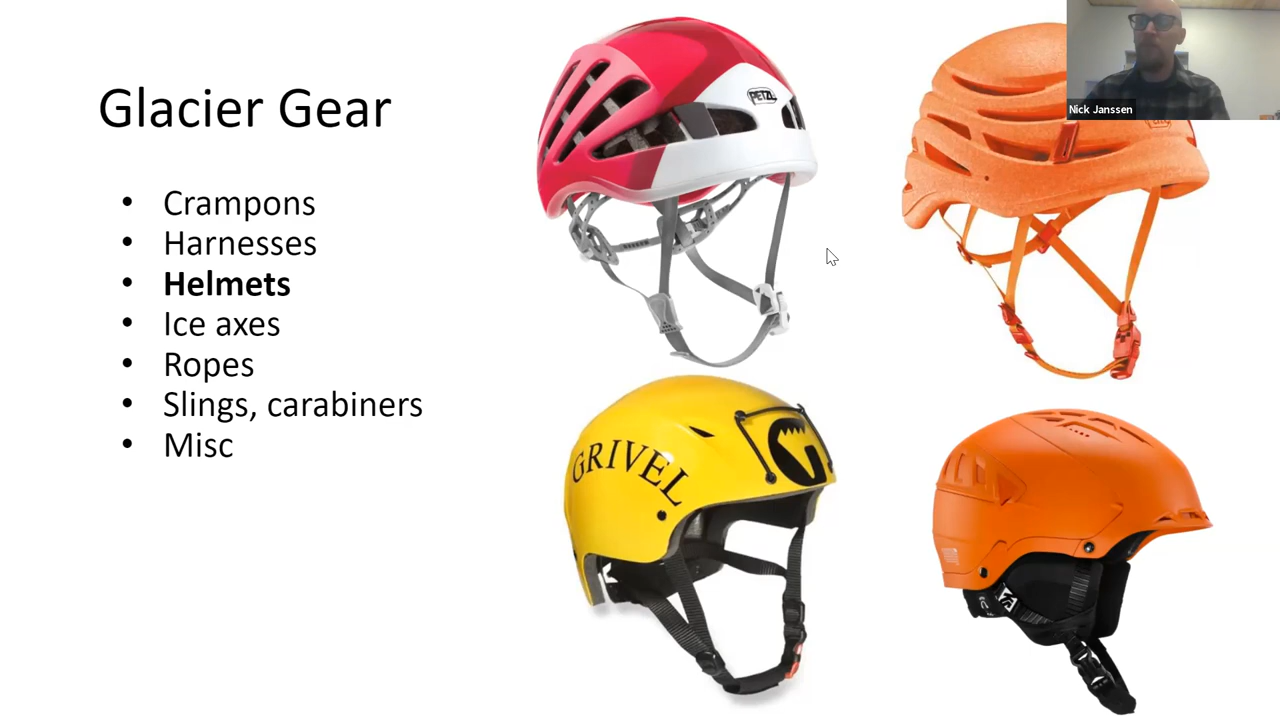 Glacier Gear
• Crampons
• Harnesses
• Helmets
• Ice axes
• Ropes
• Slings, carabiners
• Misc
PETZL
Nick Janssen
GRIVEL
G